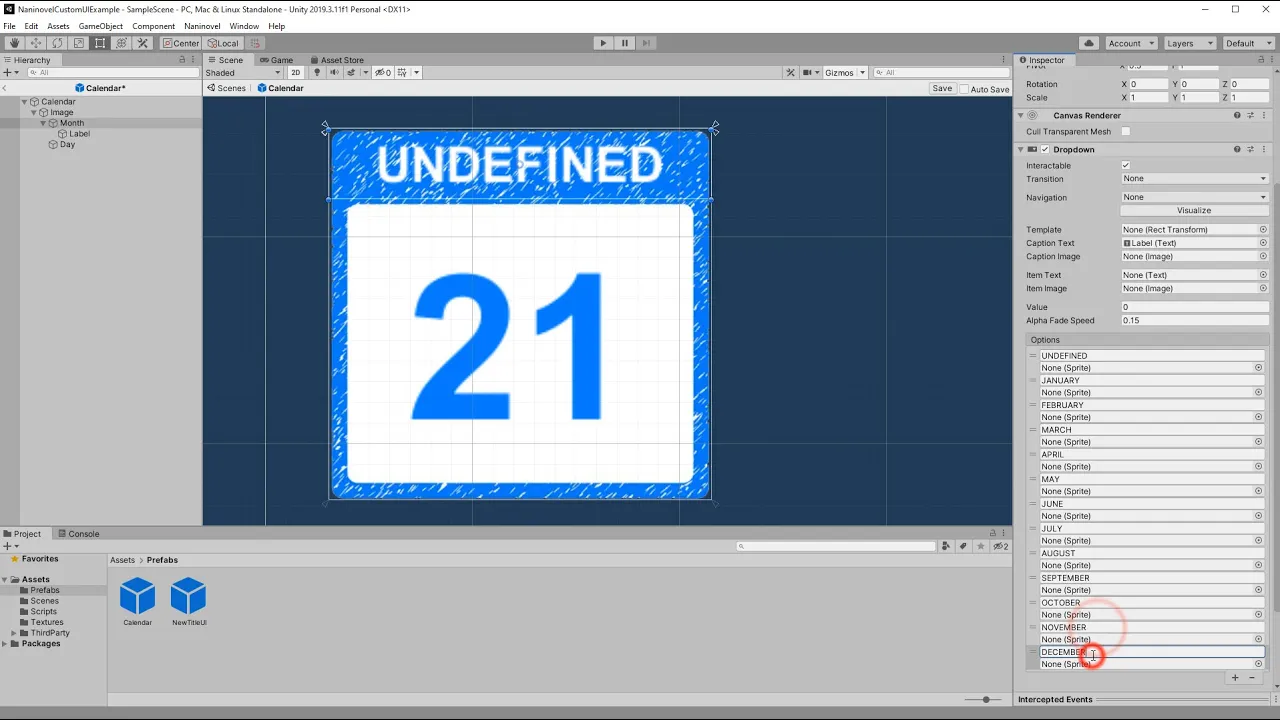 NaninovelCustomUIExample - SampleScene - PC, Mac & Linux Standalone - Unity 2019.3.11f1 Personal <DX11>
File Edit Assets GameObject Component Naninovel Window Help
Center Local Account Layers Default
Hierarchy Scene Game Asset Store Inspector
All Shaded 2D 0 Gizmos All
Calendar* Scenes Calendar Save Auto Save
Calendar
Image
Month
Label
Day
UNDEFINED
21
Rotation X 0 Y 0 Z 0
Scale X 1 Y 1 Z 1
Canvas Renderer
Cull Transparent Mesh
Dropdown
Interactable
Transition None
Navigation None
Visualize
Template None (Rect Transform)
Caption Text Label (Text)
Caption Image None (Image)
Item Text None (Text)
Item Image None (Image)
Value 0
Alpha Fade Speed 0.15
Options
UNDEFINED
None (Sprite)
JANUARY
None (Sprite)
FEBRUARY
None (Sprite)
MARCH
None (Sprite)
APRIL
None (Sprite)
MAY
None (Sprite)
JUNE
None (Sprite)
JULY
None (Sprite)
AUGUST
None (Sprite)
SEPTEMBER
None (Sprite)
OCTOBER
None (Sprite)
NOVEMBER
None (Sprite)
DECEMBER
None (Sprite)
Intercepted Events
Project Console
2
Favorites
Assets
Prefabs
Scenes
Scripts
Textures
ThirdParty
Packages
Assets > Prefabs
Calendar NewTitleUI